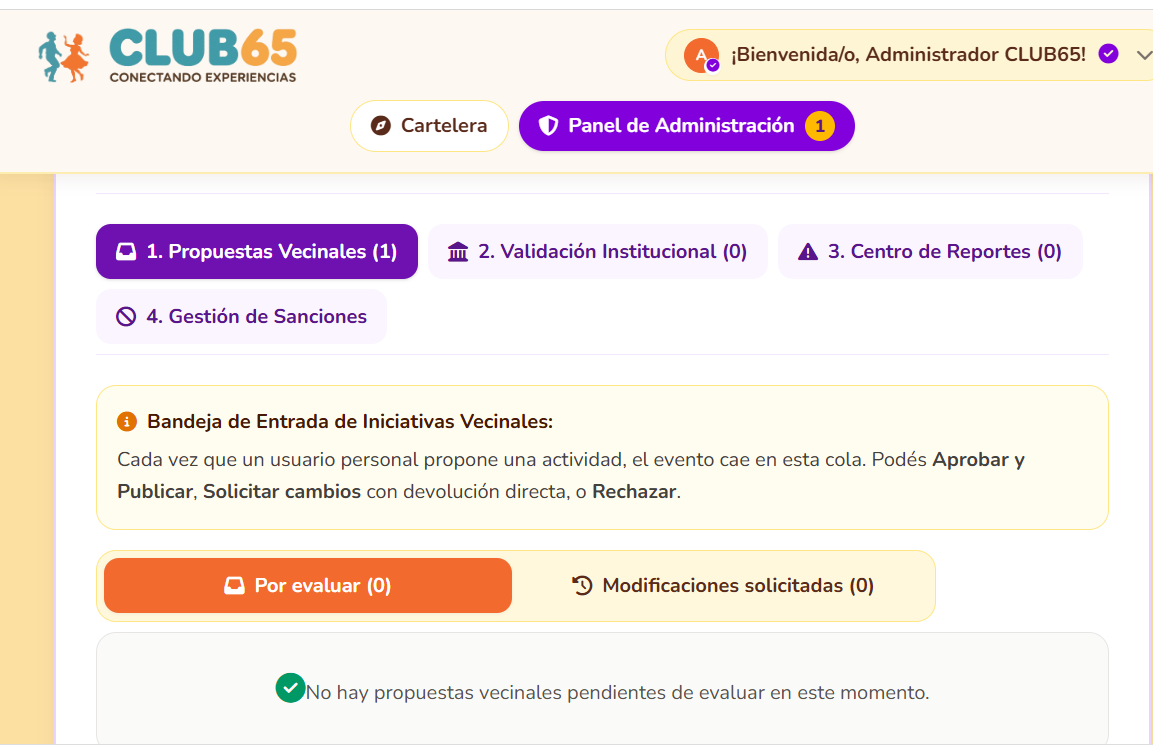 CLUB65
CONECTANDO EXPERIENCIAS
A
¡Bienvenida/o, Administrador CLUB65!
Cartelera
Panel de Administración 1
1. Propuestas Vecinales (1)
2. Validación Institucional (0)
3. Centro de Reportes (0)
4. Gestión de Sanciones
Bandeja de Entrada de Iniciativas Vecinales:
Cada vez que un usuario personal propone una actividad, el evento cae en esta cola. Podés Aprobar y
Publicar, Solicitar cambios con devolución directa, o Rechazar.
Por evaluar (0)
Modificaciones solicitadas (0)
No hay propuestas vecinales pendientes de evaluar en este momento.